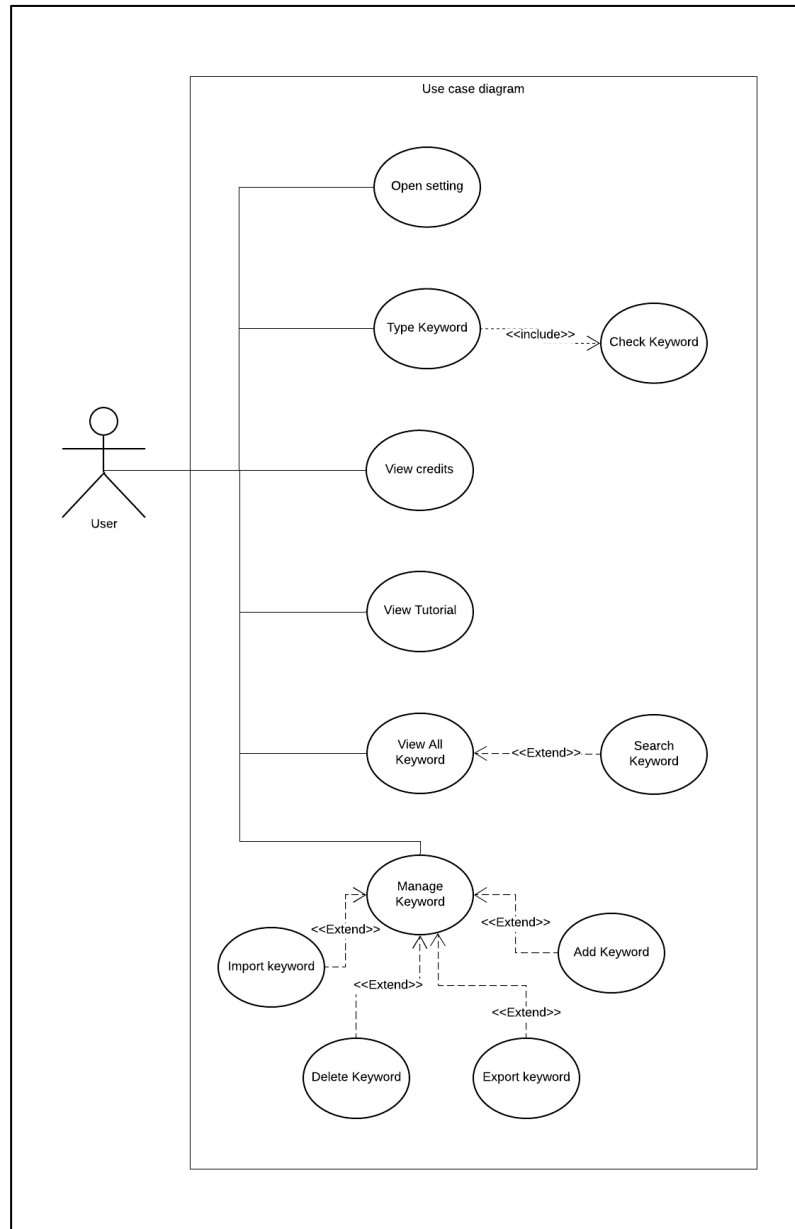 Use case diagram
Open setting
Type Keyword
<<include>>
Check Keyword
View credits
User
View Tutorial
View All
Keyword
<<Extend>>
Search
Keyword
Manage
Keyword
<<Extend>>
<<Extend>>
Import keyword
Add Keyword
<<Extend>>
<<Extend>>
Delete Keyword
Export keyword